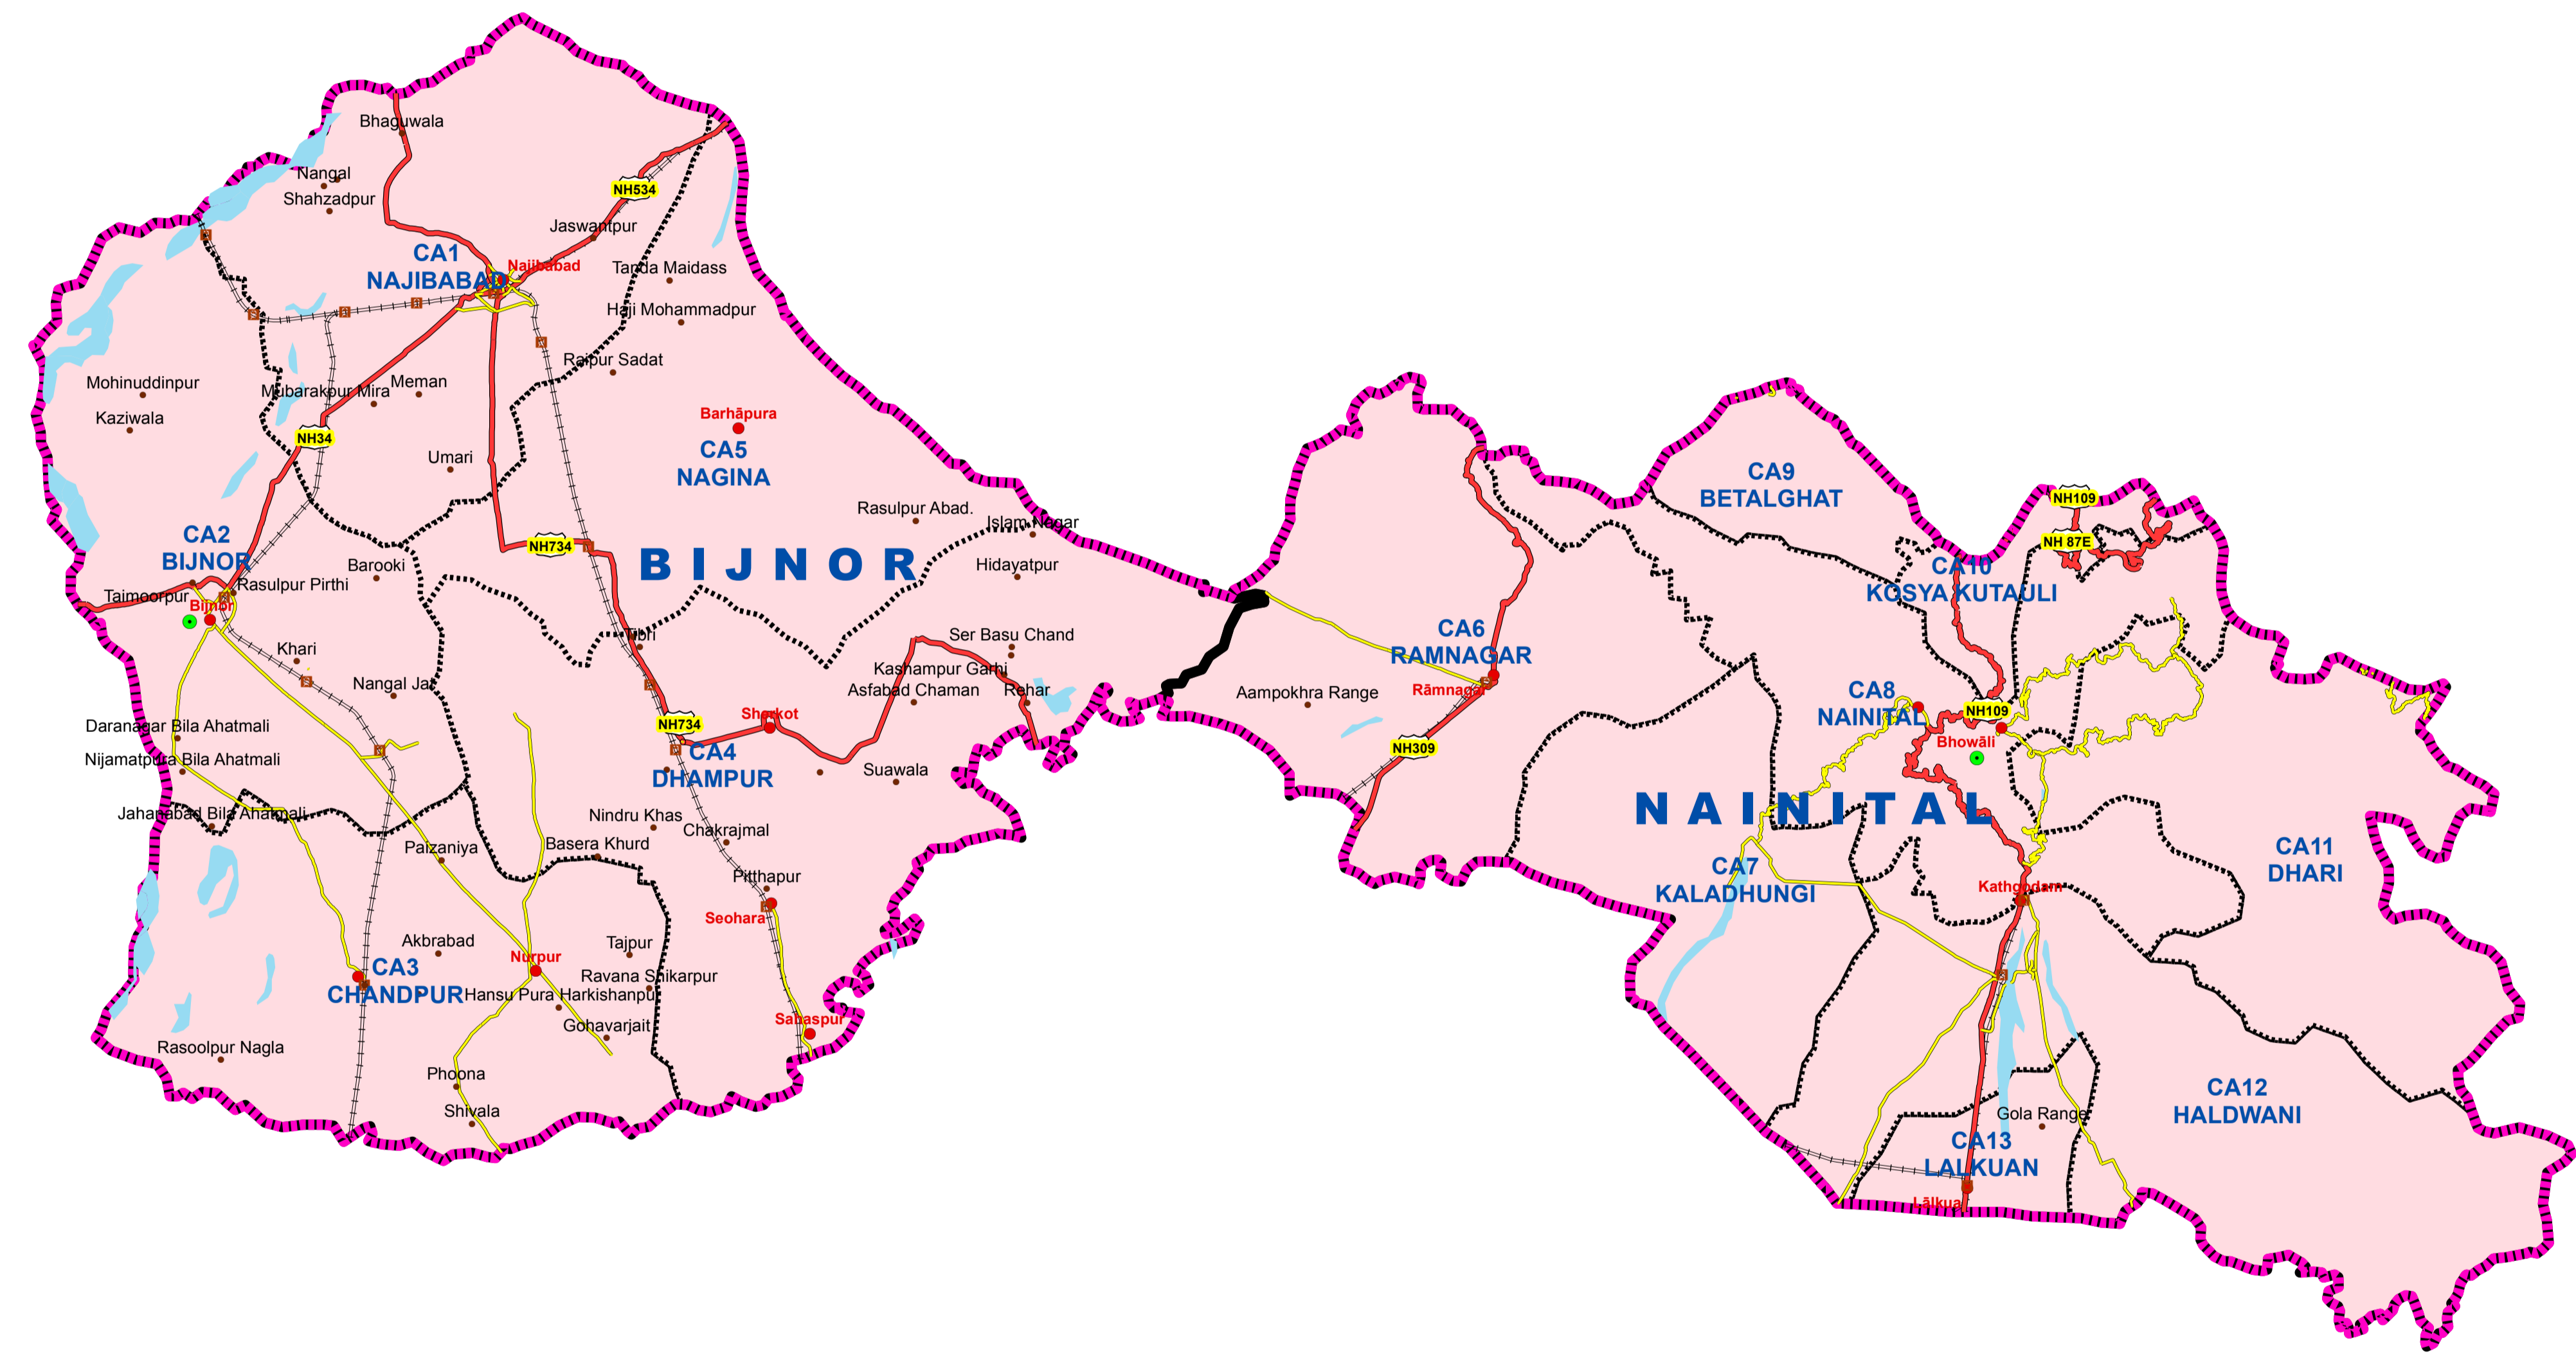 Bhaguwala
Nangal
Shahzadpur
NH534
Jaswantpur
CA1
NAJIBABAD
Najibabad
Tanda Maidass
Haji Mohammadpur
Raipur Sadat
Mohinuddinpur
Kaziwala
Mubarakpur Mira
Meman
NH34
Umari
Barhāpura
CA5
NAGINA
Rasulpur Abad.
Islam Nagar
Hidayatpur
CA2
BIJNOR
NH734
BIJNOR
Barooki
Rasulpur Pirthi
Taimoorpur
Bijnor
Khari
Nangal Jat
Tibri
Ser Basu Chand
Kashampur Garhi
Asfabad Chaman
Rehar
NH734
Sherkot
CA4
DHAMPUR
Suawala
Daranagar Bila Ahatmali
Nijamatpura Bila Ahatmali
Jahanabad Bila Ahatmali
Nindru Khas
Chakrajmal
Basera Khurd
Paizaniya
Pitthapur
Seohara
Akbrabad
Tajpur
Nurpur
Ravana Shikarpur
CA3
CHANDPUR
Hansu Pura Harkishanpu
Gohavarjait
Sabaspur
Rasoolpur Nagla
Phoona
Shivala
CA9
BETALGHAT
NH109
NH 87E
CA10
KOSYA KUTAULI
CA6
RAMNAGAR
Rāmnagar
Aampokhra Range
NH309
CA8
NAINITAL
NH109
Bhowāli
NAINITAL
CA7
KALADHUNGI
CA11
DHARI
Kathgodam
CA12
HALDWANI
Gola Range
CA13
LALKUAN
Lālkua